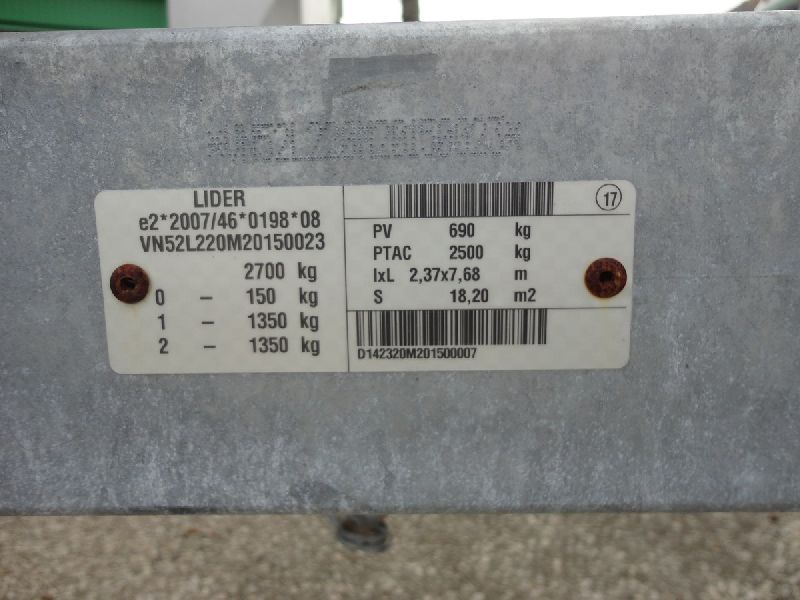 LIDER
e2*2007/46*0198*08
VN52L220M20150023
2700 kg
0 – 150 kg
1 – 1350 kg
2 – 1350 kg
17
PV 690 kg
PTAC 2500 kg
lxL 2,37x7,68 m
S 18,20 m2
D142320M201500007